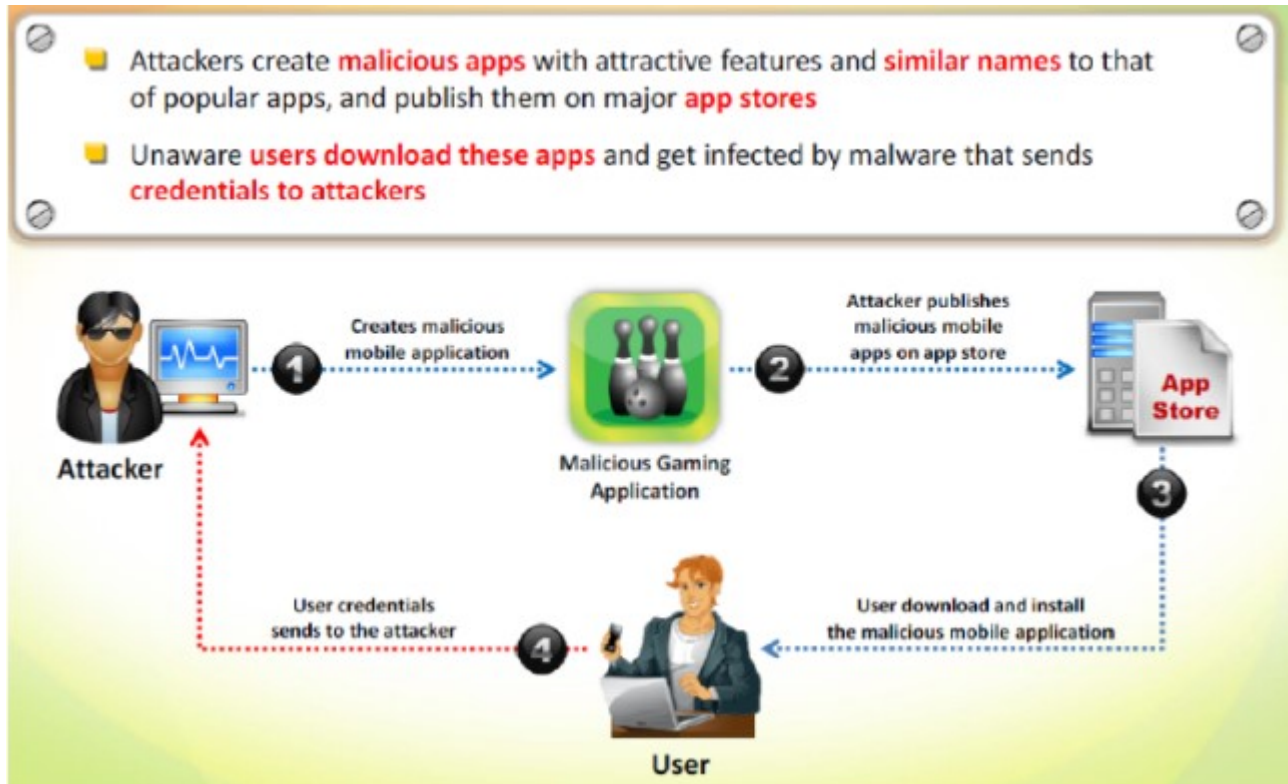 Attackers create malicious apps with attractive features and similar names to that
of popular apps, and publish them on major app stores
Unaware users download these apps and get infected by malware that sends
credentials to attackers
Creates malicious
mobile application
Attacker publishes
malicious mobile
apps on app store
1
2
App
Store
Attacker
Malicious Gaming
Application
3
User credentials
sends to the attacker
4
User download and install
the malicious mobile application
User